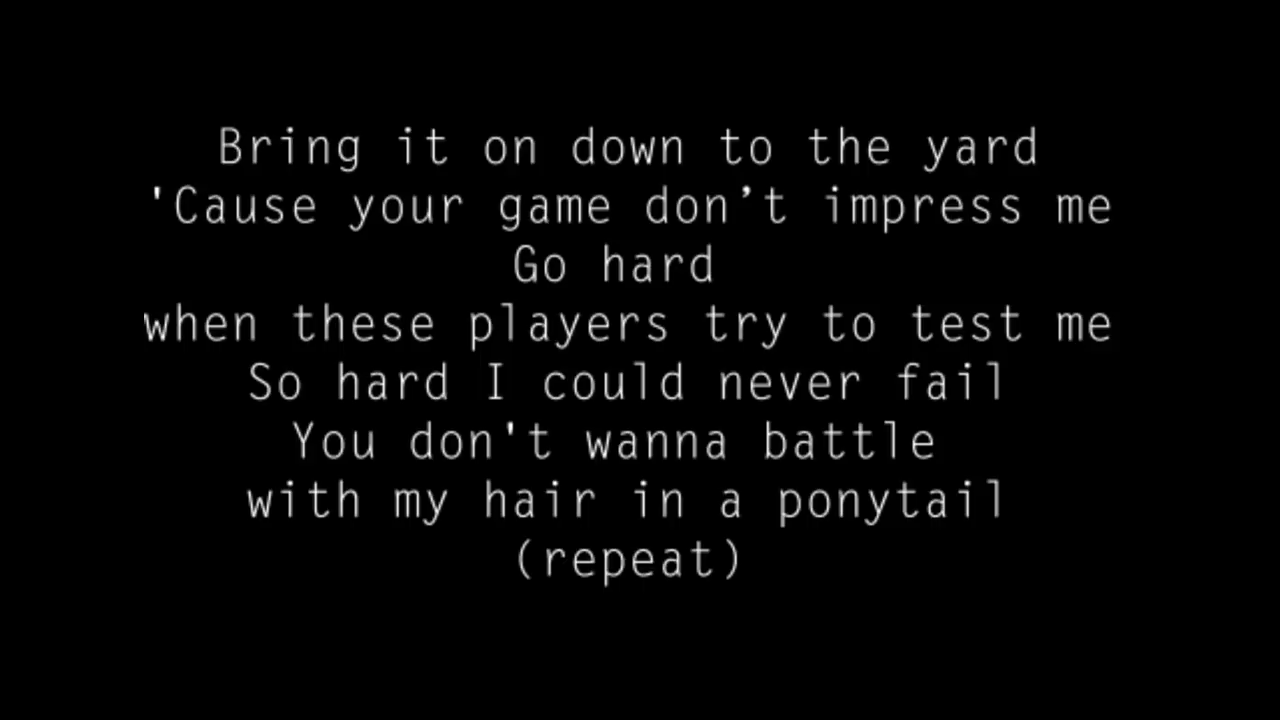 Bring it on down to the yard
'Cause your game don’t impress me
Go hard
when these players try to test me
So hard I could never fail
You don't wanna battle
with my hair in a ponytail
(repeat)